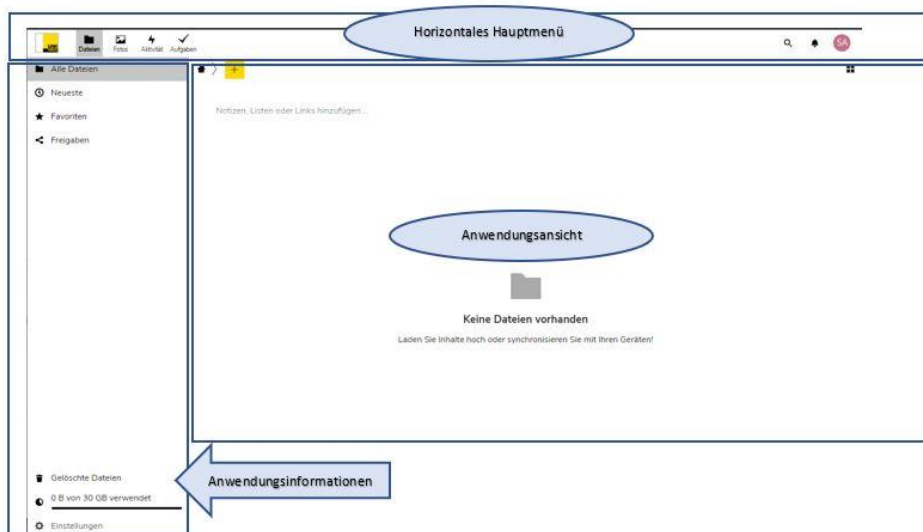 Horizontales Hauptmenü
Dateien Fotos Aktivität Aufgaben
SA
Alle Dateien
Neueste
Notizen, Listen oder Links hinzufügen ...
Favoriten
Freigaben
Anwendungsansicht
Keine Dateien vorhanden
Laden Sie Inhalte hoch oder synchronisieren Sie mit Ihren Geräten!
Gelöschte Dateien
Anwendungsinformationen
0 B von 30 GB verwendet
Einstellungen